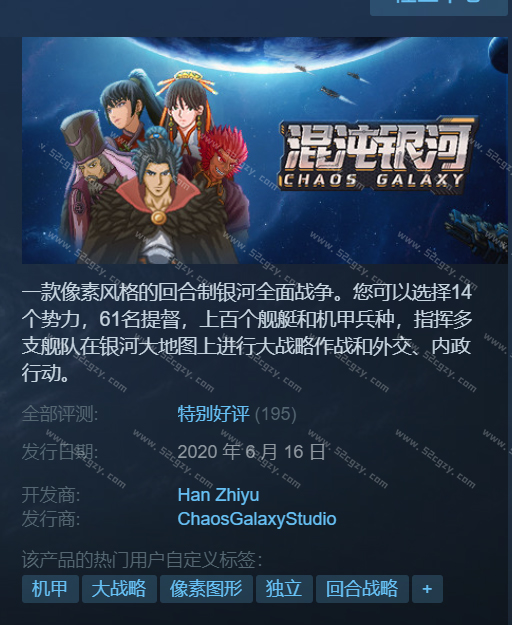 混沌银河
CHAOS GALAXY
一款像素风格的回合制银河全面战争。您可以选择14
个势力，61名提督，上百个舰艇和机甲兵种，指挥多
支舰队在银河大地图上进行大战略作战和外交、内政
行动。
全部评测: 特别好评 (195)
发行日期: 2020 年 6 月 16 日
开发商: Han Zhiyu
发行商: ChaosGalaxyStudio
该产品的热门用户自定义标签:
机甲 大战略 像素图形 独立 回合战略 +
www.52cgzy.com